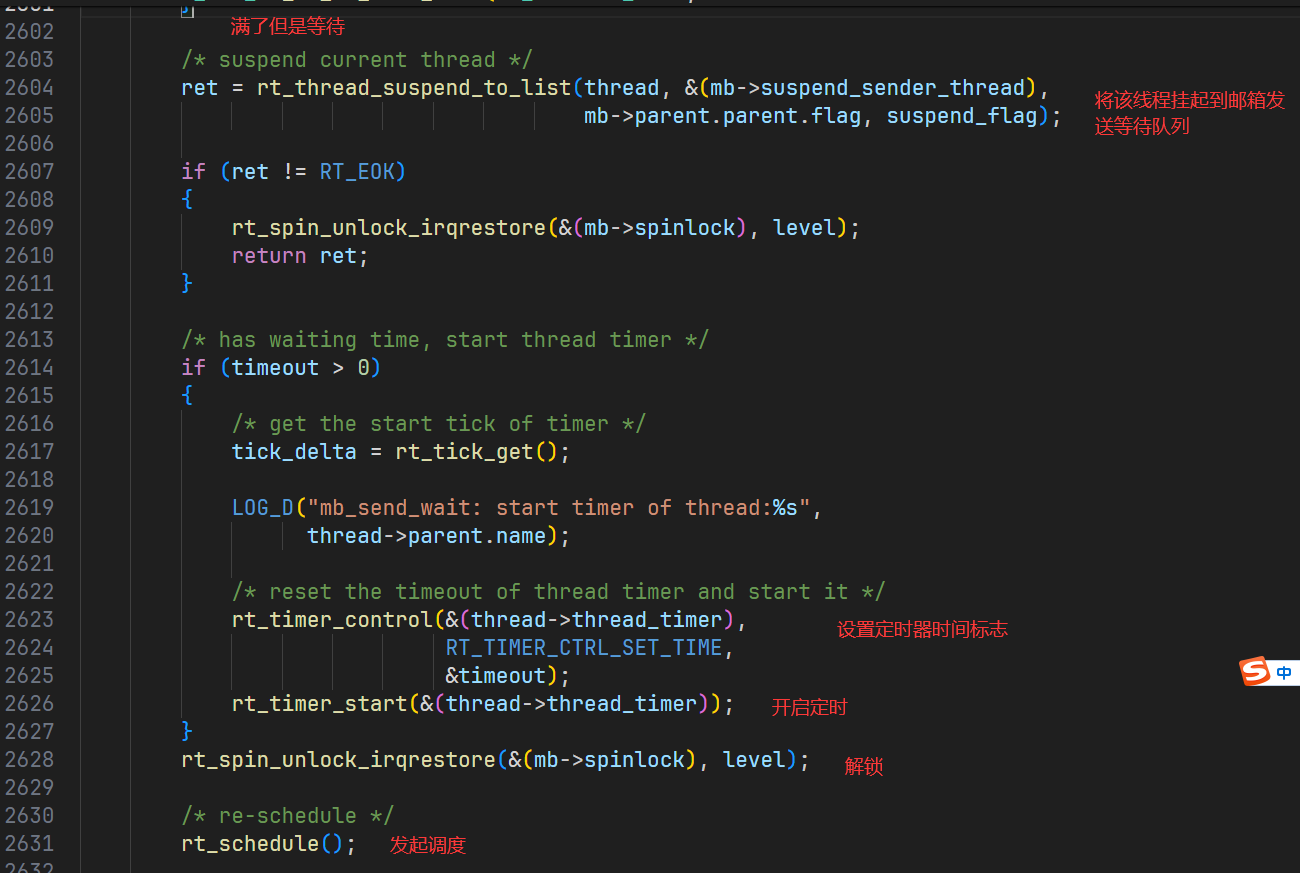 2601 }
2602 满了但是等待
2603 /* suspend current thread */
2604 ret = rt_thread_suspend_to_list(thread, &(mb->suspend_sender_thread),
将该线程挂起到邮箱发
2605 mb->parent.parent.flag, suspend_flag);
送等待队列
2606
2607 if (ret != RT_EOK)
2608 {
2609 rt_spin_unlock_irqrestore(&(mb->spinlock), level);
2610 return ret;
2611 }
2612
2613 /* has waiting time, start thread timer */
2614 if (timeout > 0)
2615 {
2616 /* get the start tick of timer */
2617 tick_delta = rt_tick_get();
2618
2619 LOG_D("mb_send_wait: start timer of thread:%s",
2620 thread->parent.name);
2621
2622 /* reset the timeout of thread timer and start it */
2623 rt_timer_control(&(thread->thread_timer), 设置定时器时间标志
2624 RT_TIMER_CTRL_SET_TIME,
2625 &timeout);
2626 rt_timer_start(&(thread->thread_timer)); 开启定时
2627 }
2628 rt_spin_unlock_irqrestore(&(mb->spinlock), level); 解锁
2629
2630 /* re-schedule */
2631 rt_schedule(); 发起调度
2632
S 中